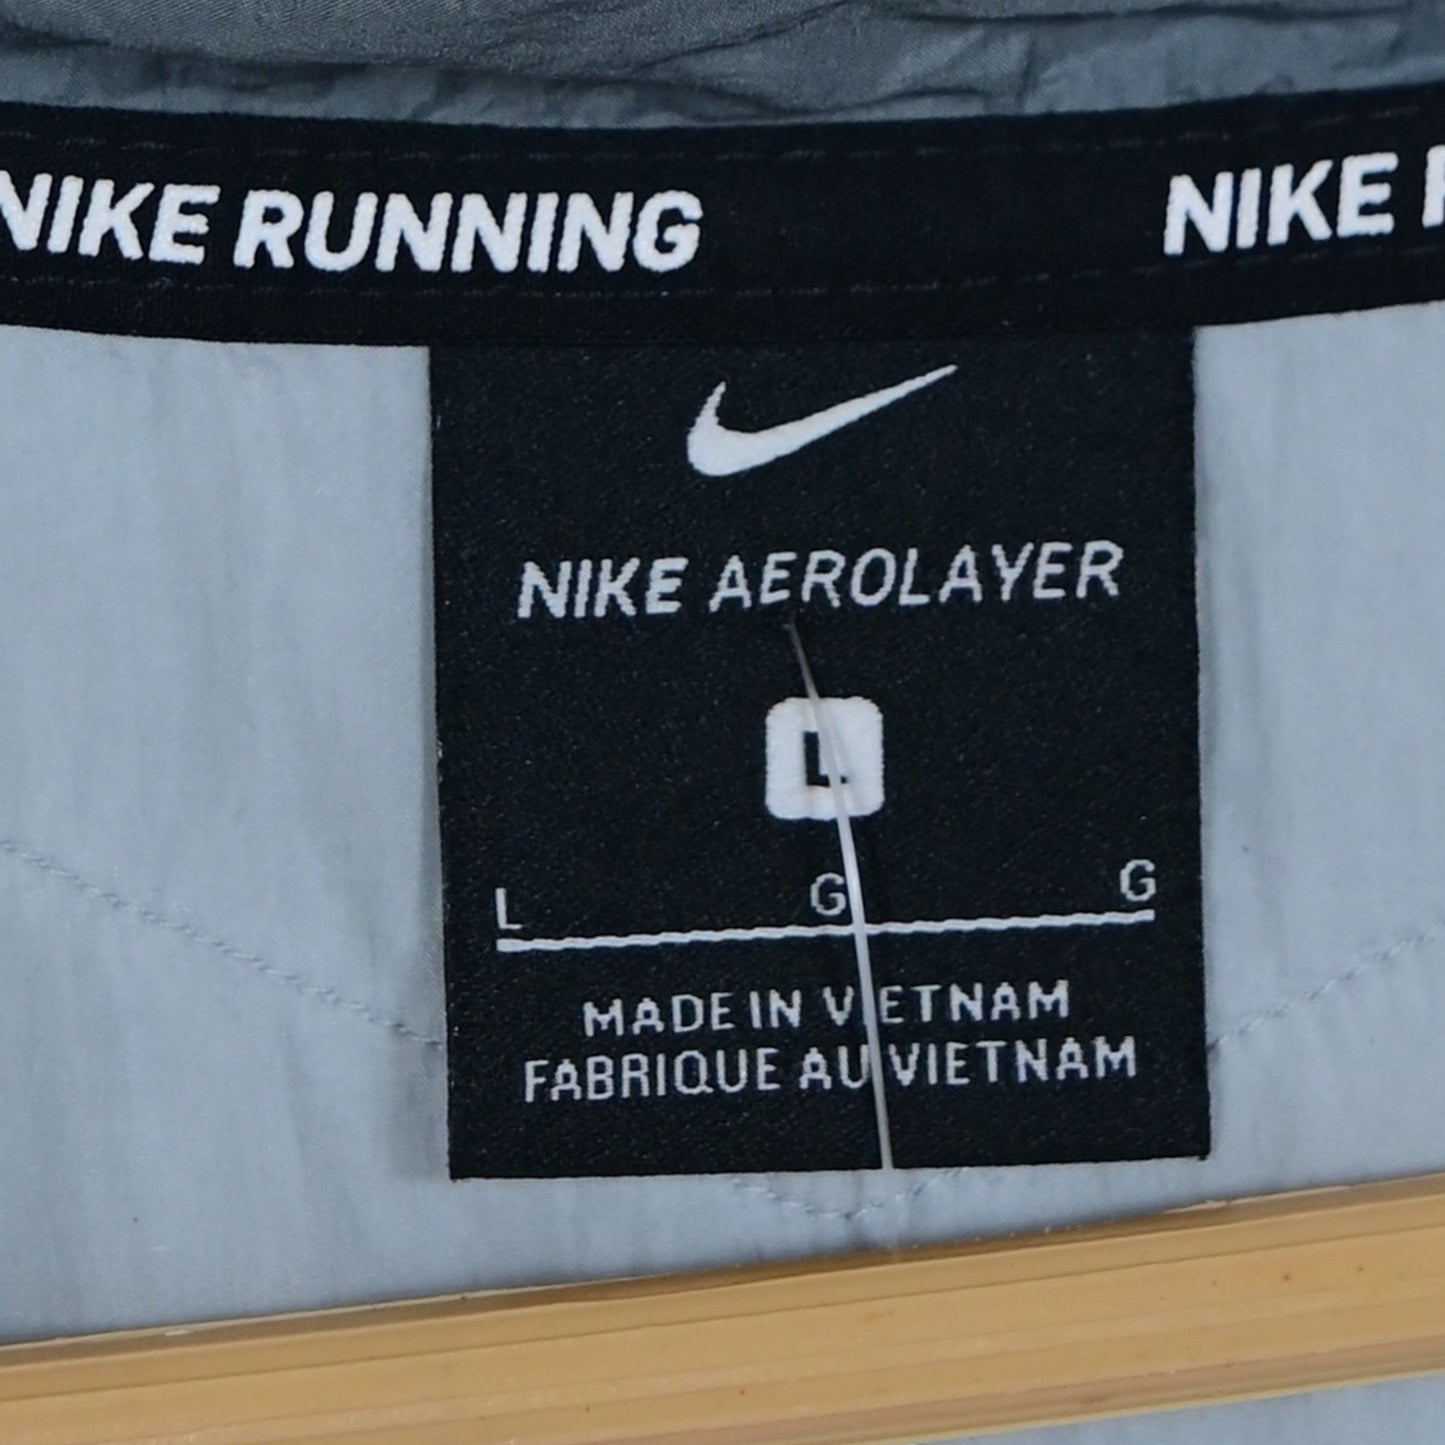 NIKE RUNNING NIKE
NIKE AEROLAYER
L
L G G
MADE IN VIETNAM
FABRIQUE AU VIETNAM